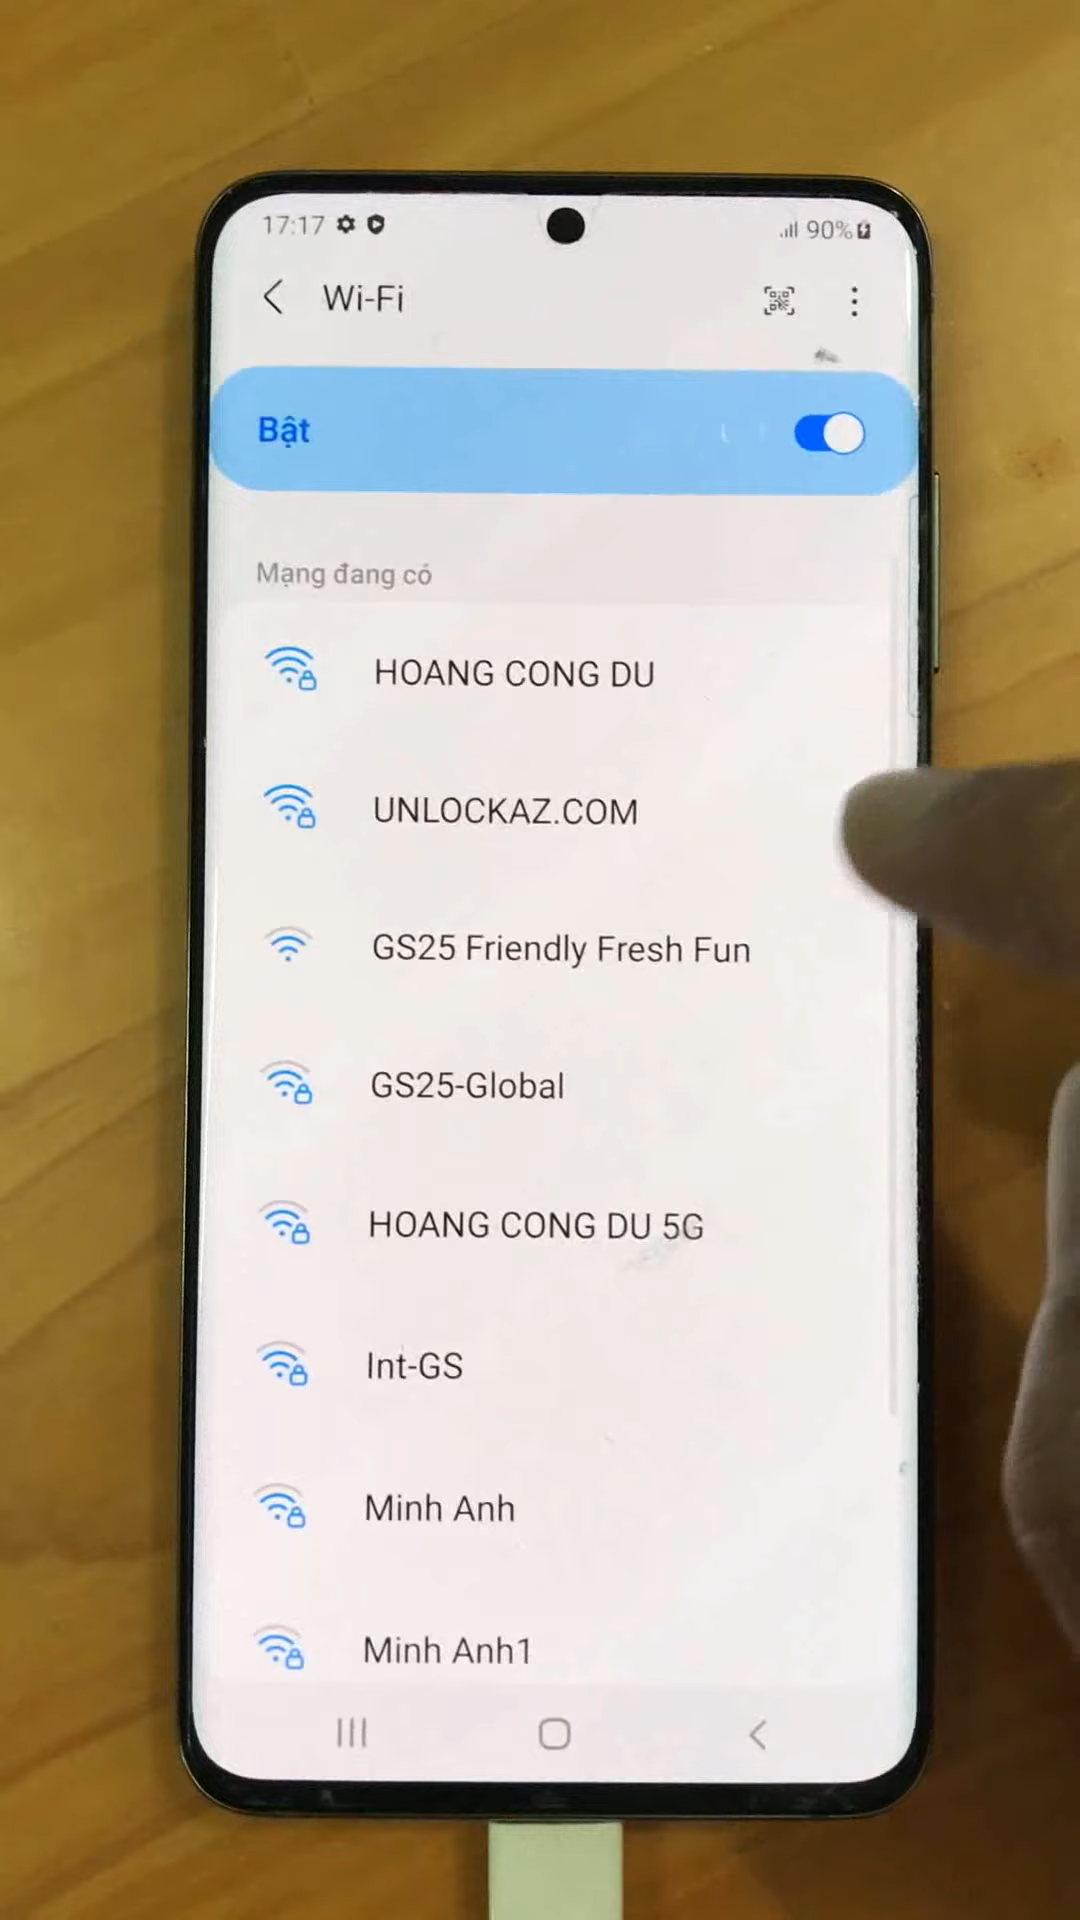 17:17
90%
Wi-Fi
Bật
Mạng đang có
HOANG CONG DU
UNLOCKAZ.COM
GS25 Friendly Fresh Fun
GS25-Global
HOANG CONG DU 5G
Int-GS
Minh Anh
Minh Anh1